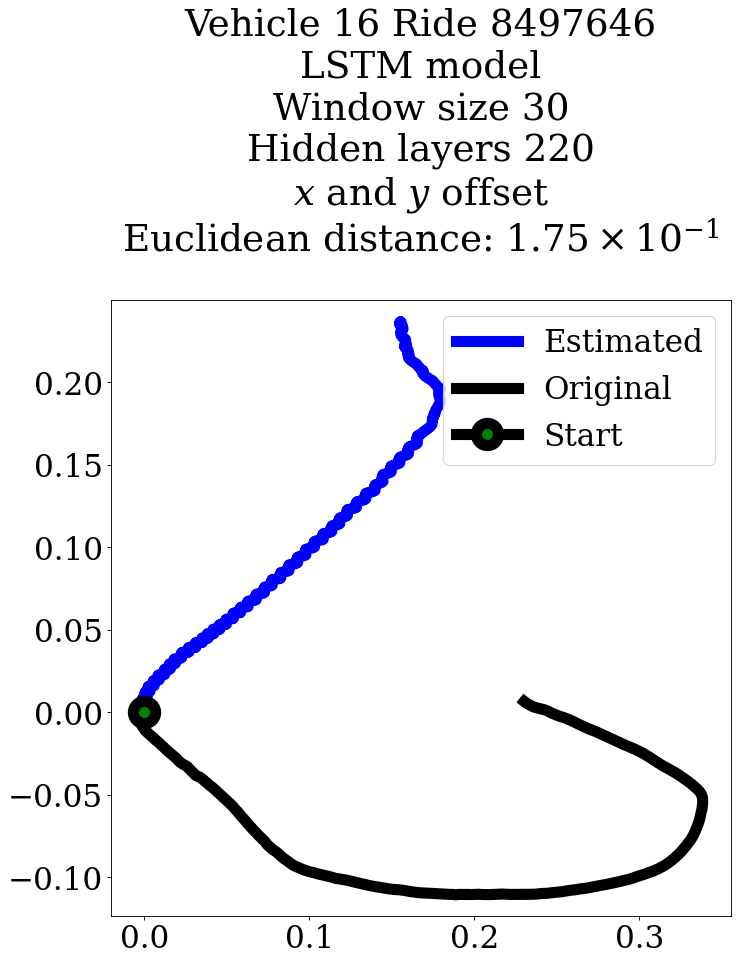 Vehicle 16 Ride 8497646
LSTM model
Window size 30
Hidden layers 220
x and y offset
Euclidean distance: 1.75 × 10⁻¹
Estimated
Original
Start
0.20
0.15
0.10
0.05
0.00
−0.05
−0.10
0.0 0.1 0.2 0.3